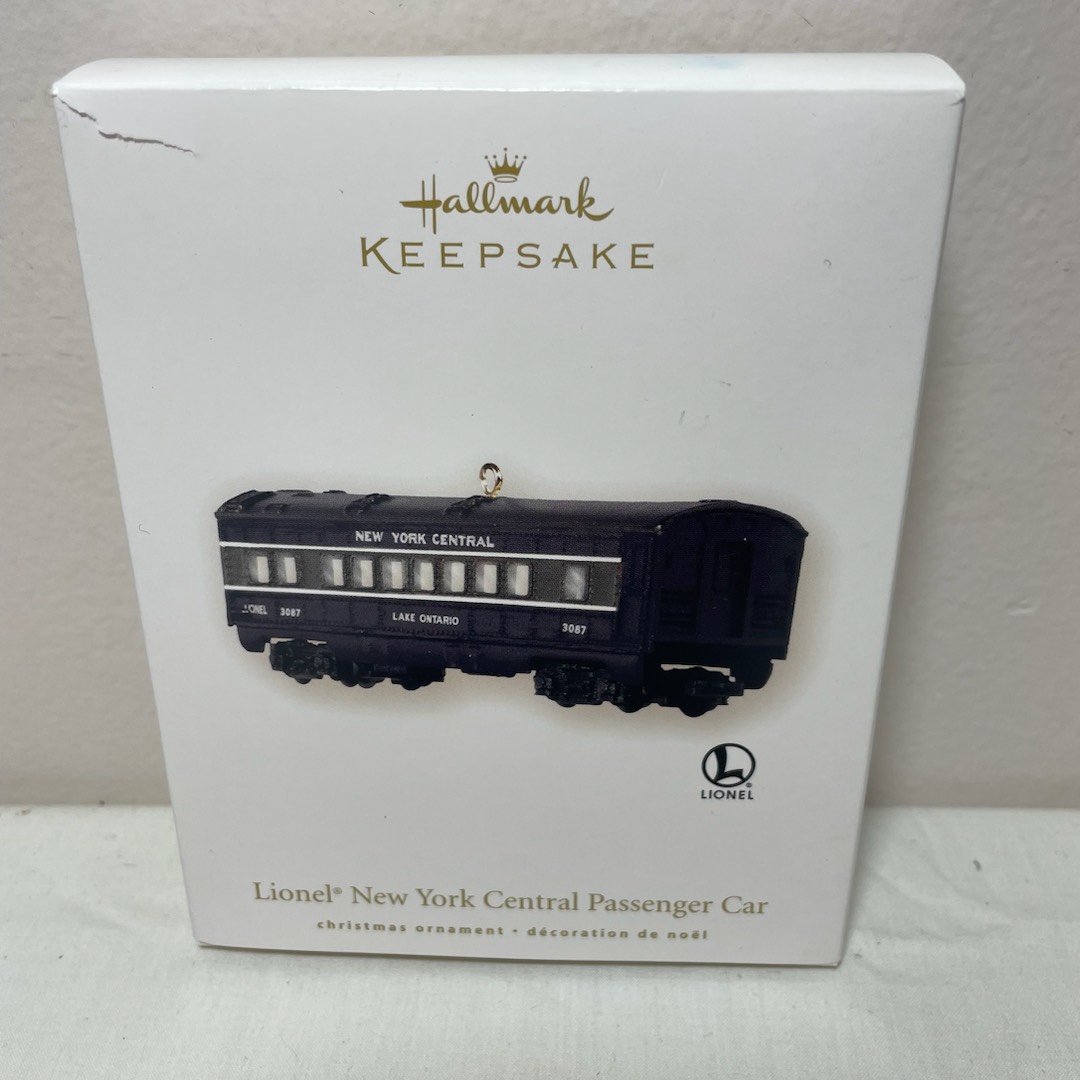 Hallmark
KEEPSAKE
NEW YORK CENTRAL
LIONEL 3087
LAKE ONTARIO
3087
L
LIONEL
Lionel® New York Central Passenger Car
christmas ornament • décoration de noël